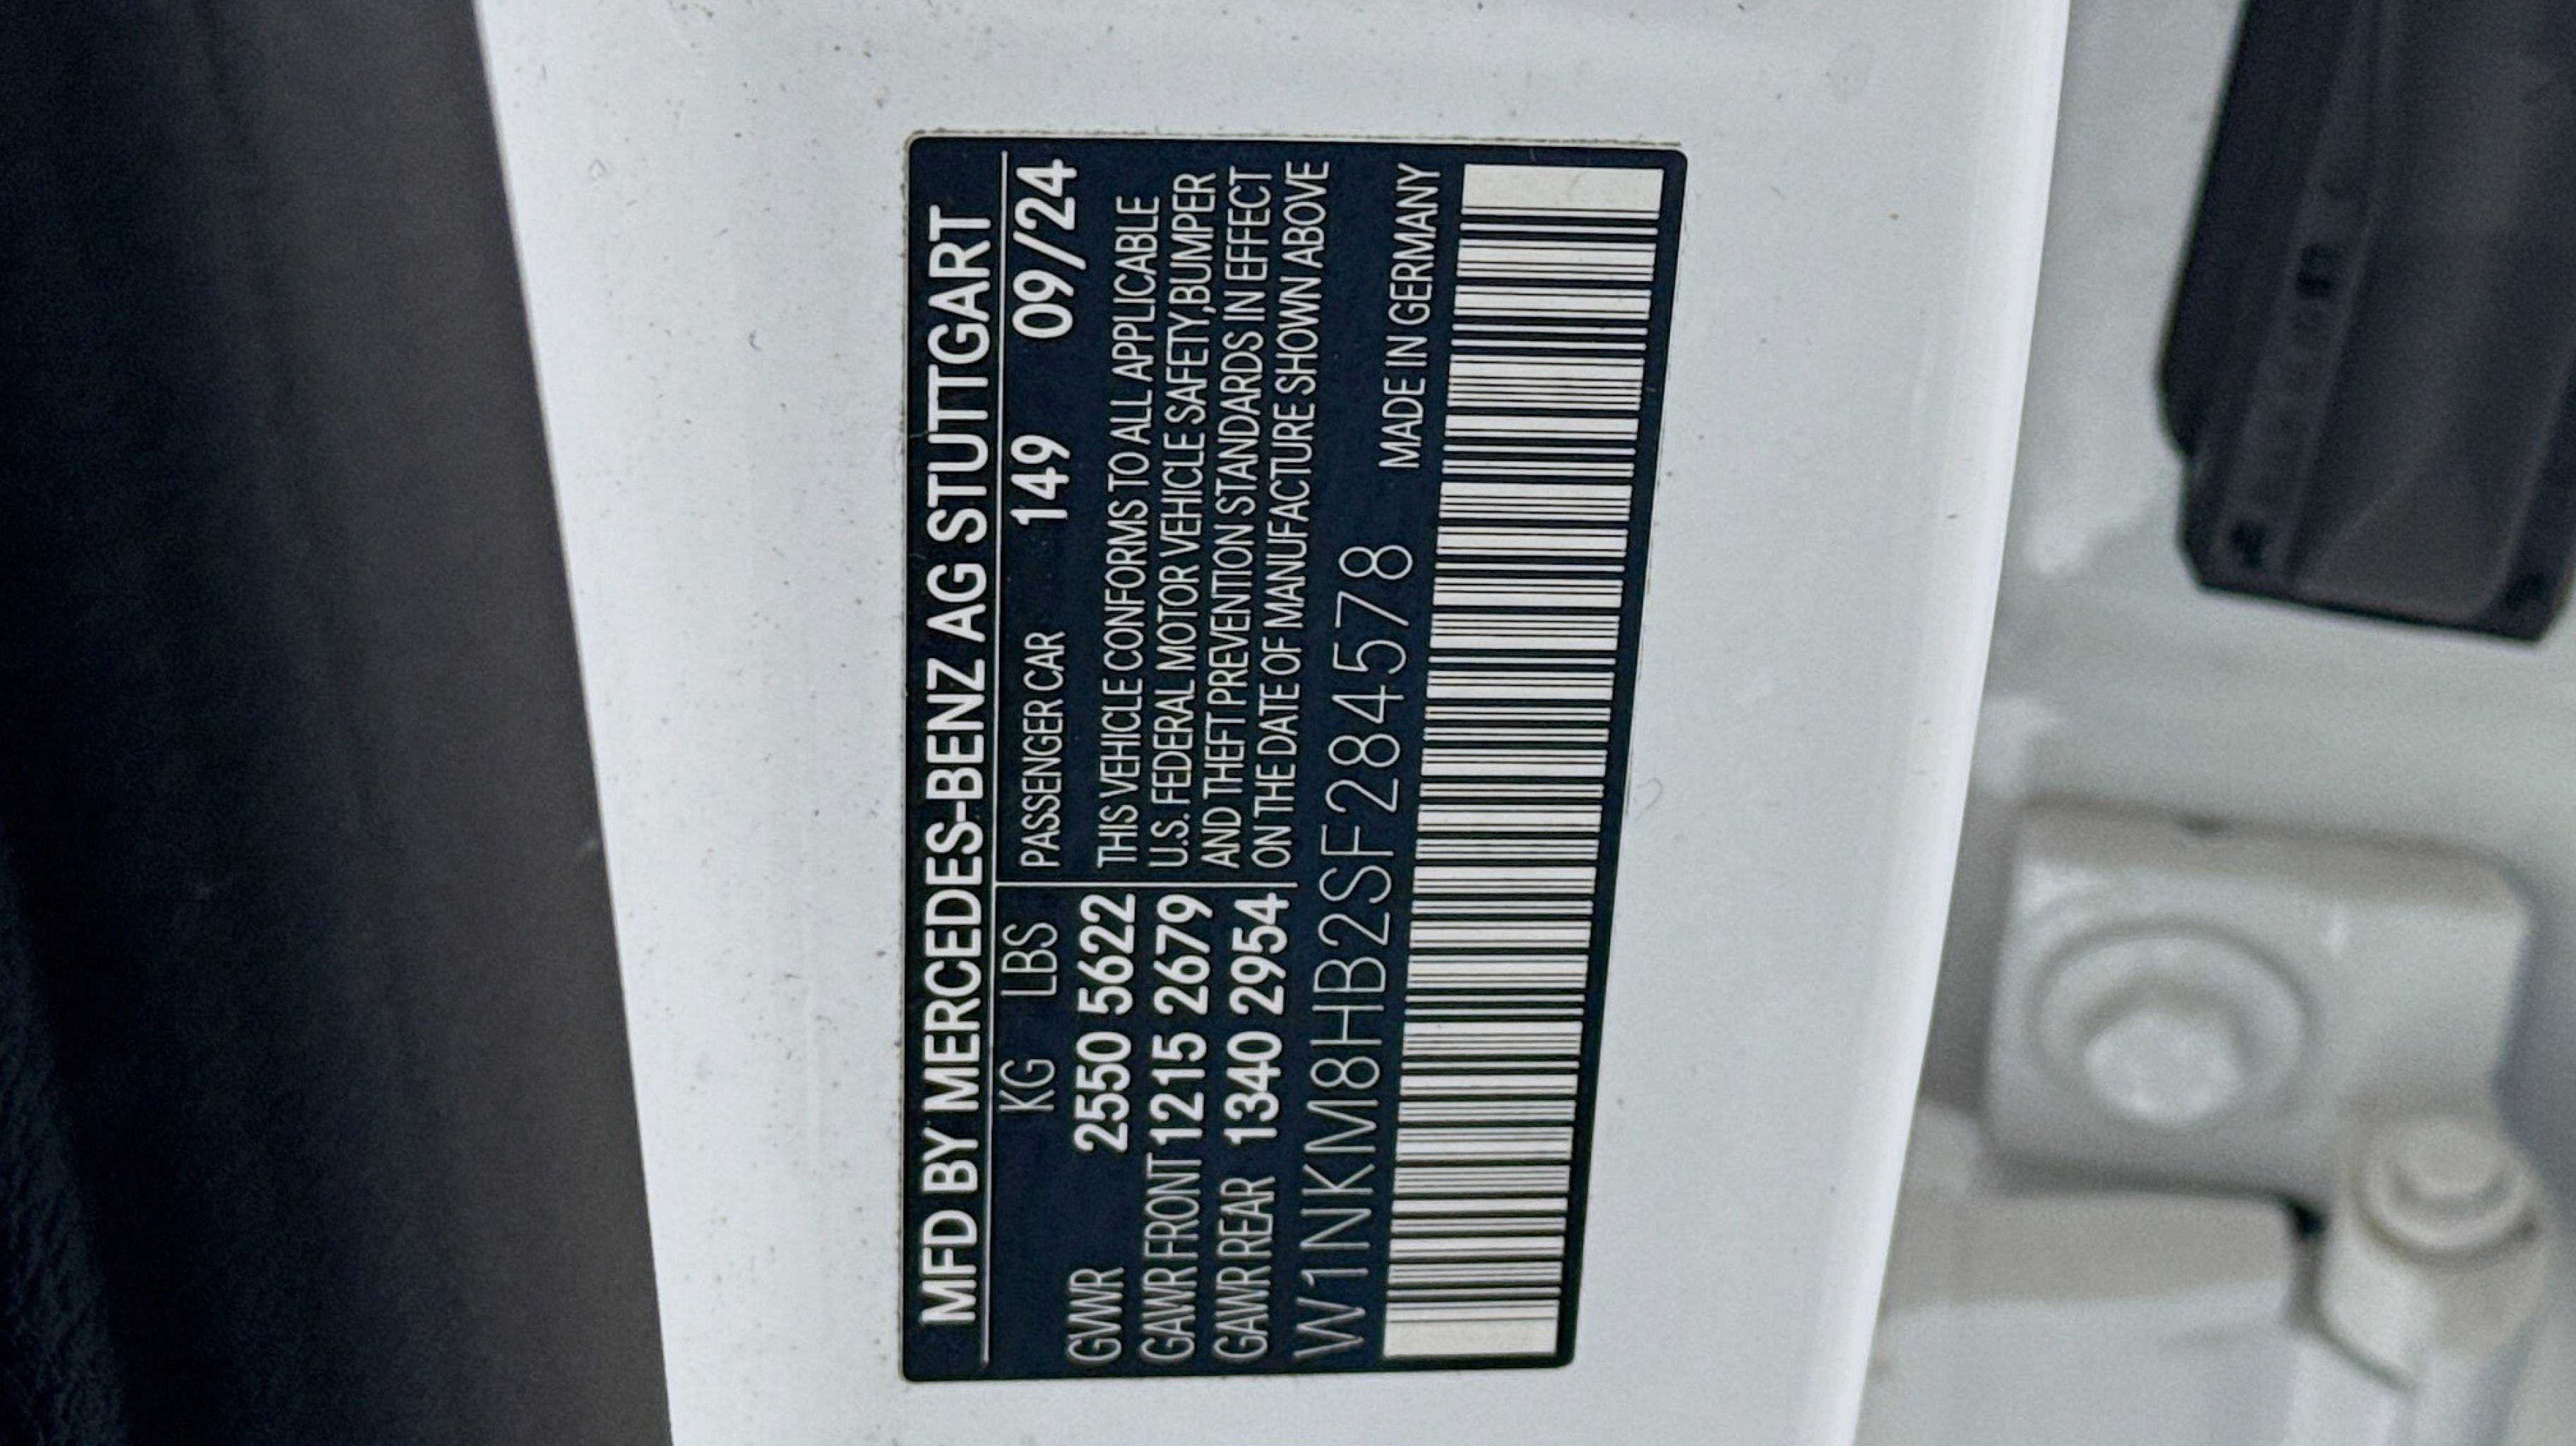 MFD BY MERCEDES-BENZ AG STUTTGART
KG LBS PASSENGER CAR 149 09/24
GVWR 2550 5622 THIS VEHICLE CONFORMS TO ALL APPLICABLE
GAWR FRONT 1215 2679 U.S. FEDERAL MOTOR VEHICLE SAFETY,BUMPER
AND THEFT PREVENTION STANDARDS IN EFFECT
GAWR REAR 1340 2954 ON THE DATE OF MANUFACTURE SHOWN ABOVE
W1NKM8HB2SF284578 MADE IN GERMANY